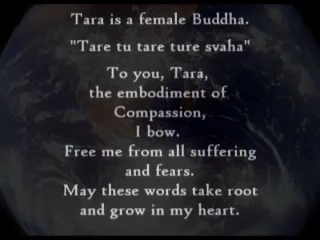 Tara is a female Buddha.
"Tare tu tare ture svaha"
To you, Tara,
the embodiment of
Compassion,
I bow.
Free me from all suffering
and fears.
May these words take root
and grow in my heart.